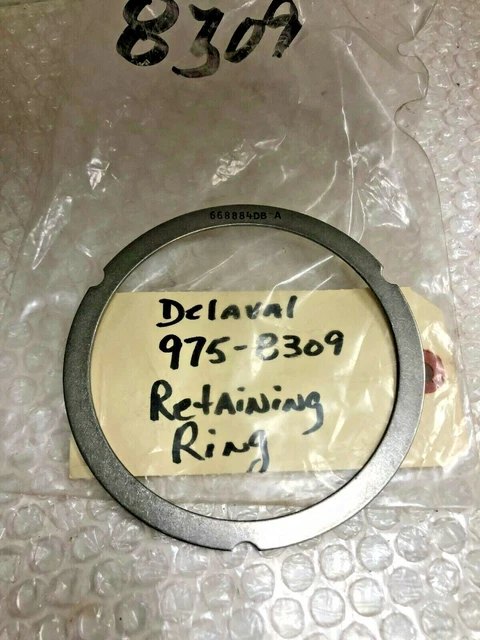 8309
668884DB A
Delaval
975-8309
Retaining
Ring